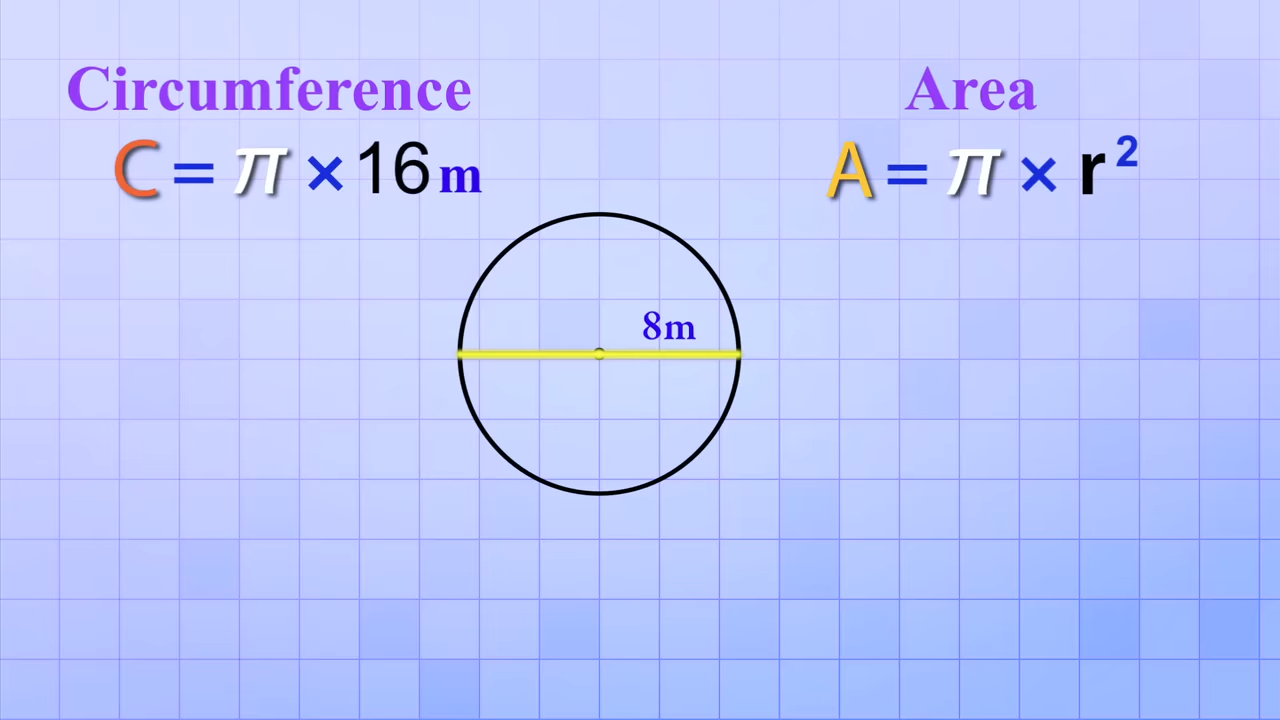 Circumference
C = π × 16 m
Area
A = π × r²
8m